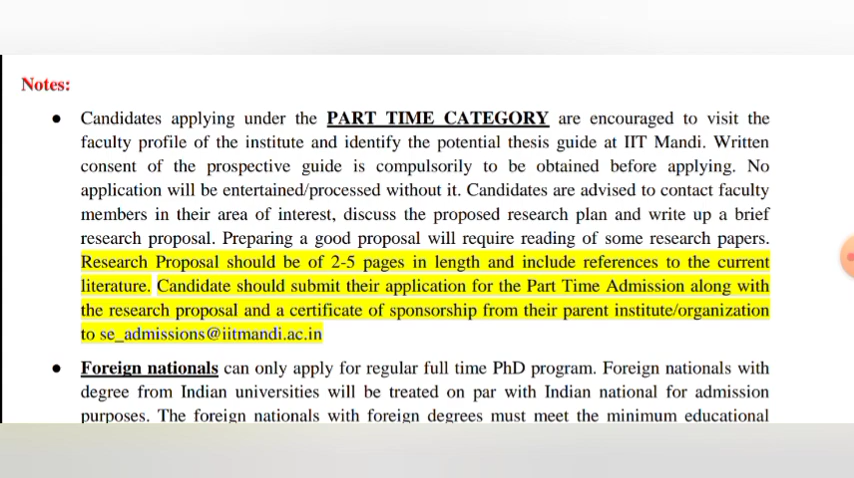 Notes:
● Candidates applying under the PART TIME CATEGORY are encouraged to visit the
faculty profile of the institute and identify the potential thesis guide at IIT Mandi. Written
consent of the prospective guide is compulsorily to be obtained before applying. No
application will be entertained/processed without it. Candidates are advised to contact faculty
members in their area of interest, discuss the proposed research plan and write up a brief
research proposal. Preparing a good proposal will require reading of some research papers.
Research Proposal should be of 2-5 pages in length and include references to the current
literature. Candidate should submit their application for the Part Time Admission along with
the research proposal and a certificate of sponsorship from their parent institute/organization
to se_admissions@iitmandi.ac.in
● Foreign nationals can only apply for regular full time PhD program. Foreign nationals with
degree from Indian universities will be treated on par with Indian national for admission
purposes. The foreign nationals with foreign degrees must meet the minimum educational